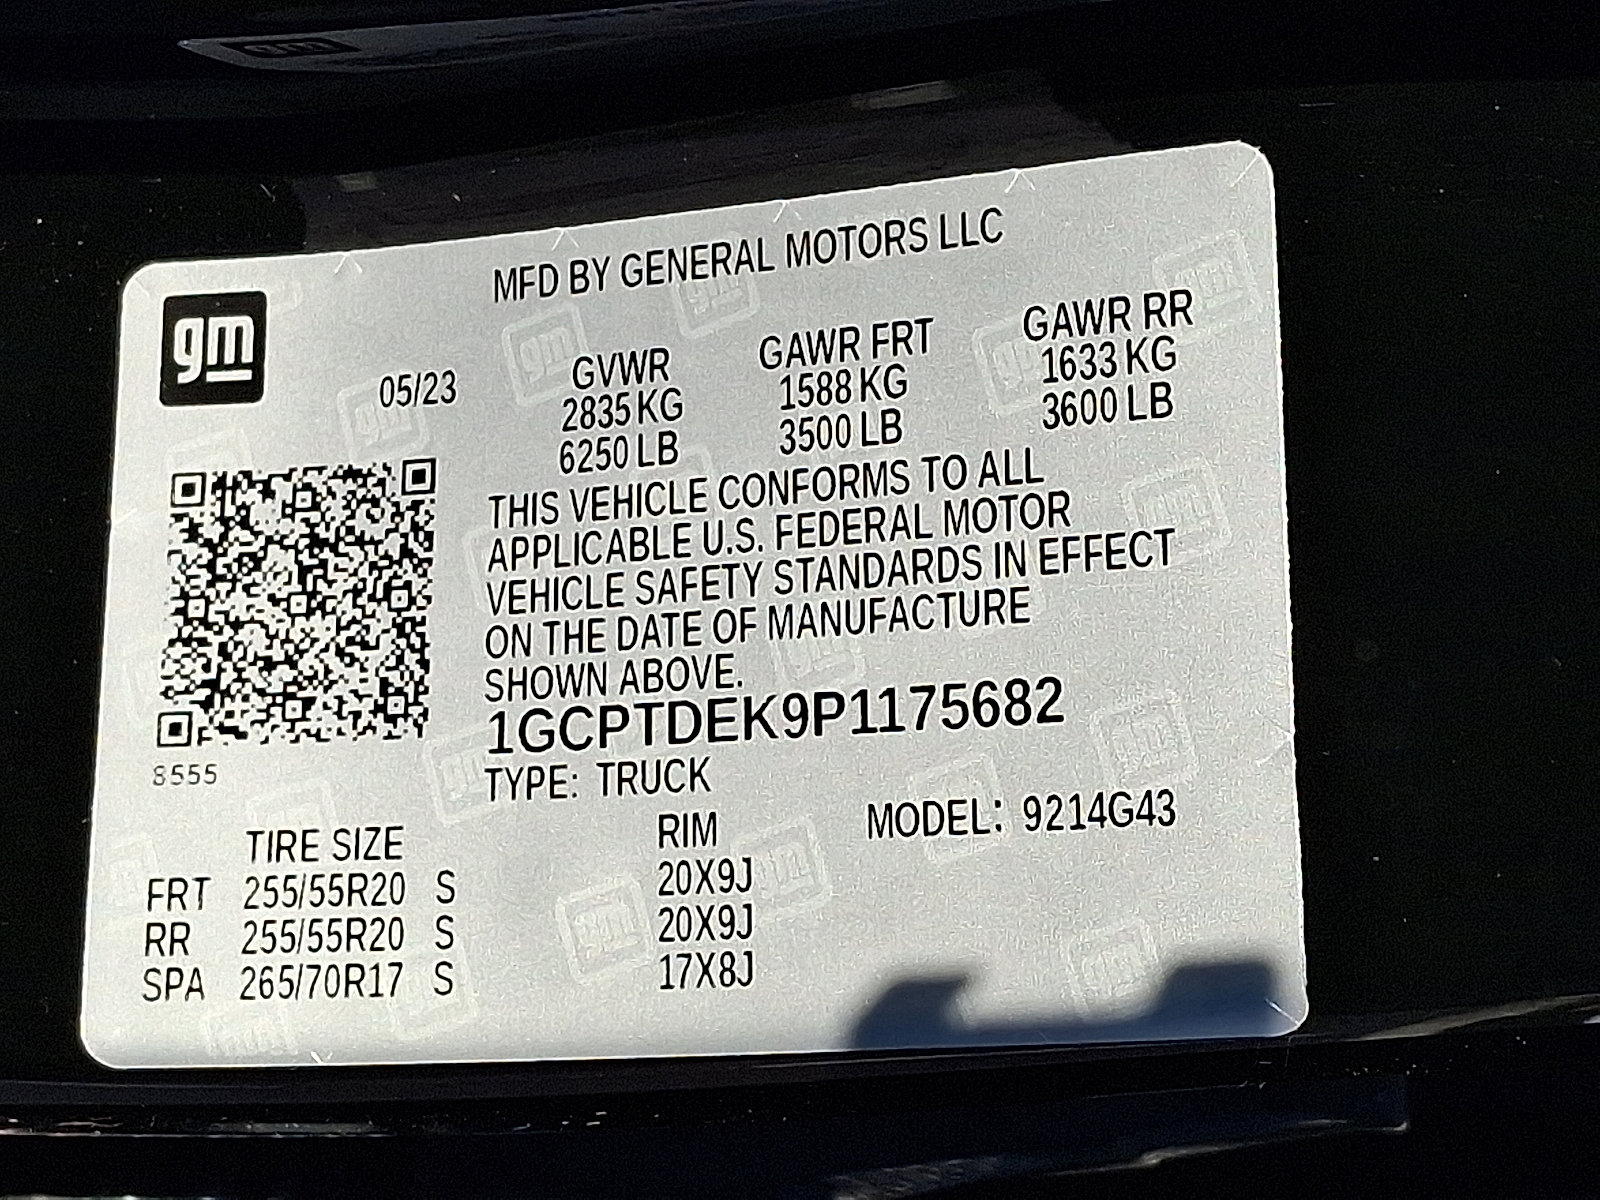 gm
MFD BY GENERAL MOTORS LLC
05/23
GVWR GAWR FRT GAWR RR
2835 KG 1588 KG 1633 KG
6250 LB 3500 LB 3600 LB
THIS VEHICLE CONFORMS TO ALL
APPLICABLE U.S. FEDERAL MOTOR
VEHICLE SAFETY STANDARDS IN EFFECT
ON THE DATE OF MANUFACTURE
SHOWN ABOVE.
1GCPTDEK9P1175682
8555
TYPE: TRUCK
MODEL: 9214G43
TIRE SIZE RIM
FRT 255/55R20 S 20X9J
RR 255/55R20 S 20X9J
SPA 265/70R17 S 17X8J